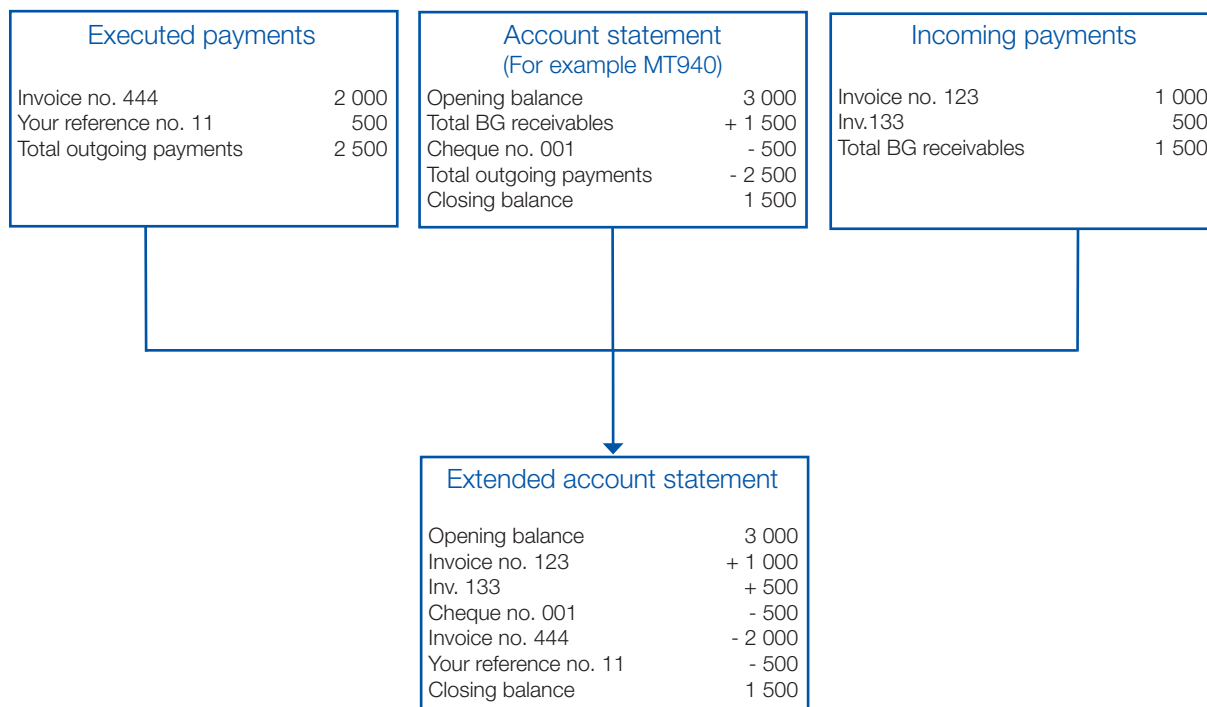 Executed payments
Invoice no. 444 2 000
Your reference no. 11 500
Total outgoing payments 2 500
Account statement
(For example MT940)
Opening balance 3 000
Total BG receivables + 1 500
Cheque no. 001 - 500
Total outgoing payments - 2 500
Closing balance 1 500
Incoming payments
Invoice no. 123 1 000
Inv.133 500
Total BG receivables 1 500
Extended account statement
Opening balance 3 000
Invoice no. 123 + 1 000
Inv. 133 + 500
Cheque no. 001 - 500
Invoice no. 444 - 2 000
Your reference no. 11 - 500
Closing balance 1 500